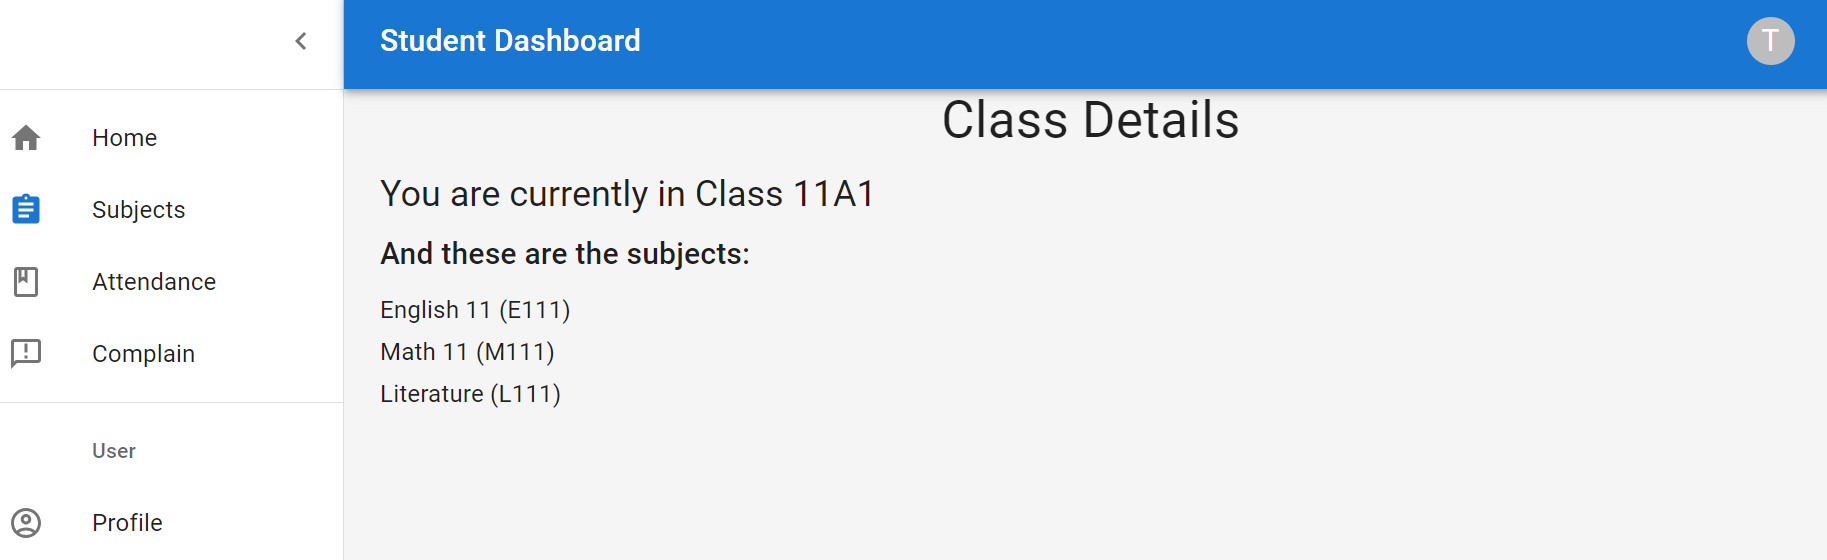 Student Dashboard
T
Home
Subjects
Attendance
Complain
User
Profile
Class Details
You are currently in Class 11A1
And these are the subjects:
English 11 (E111)
Math 11 (M111)
Literature (L111)